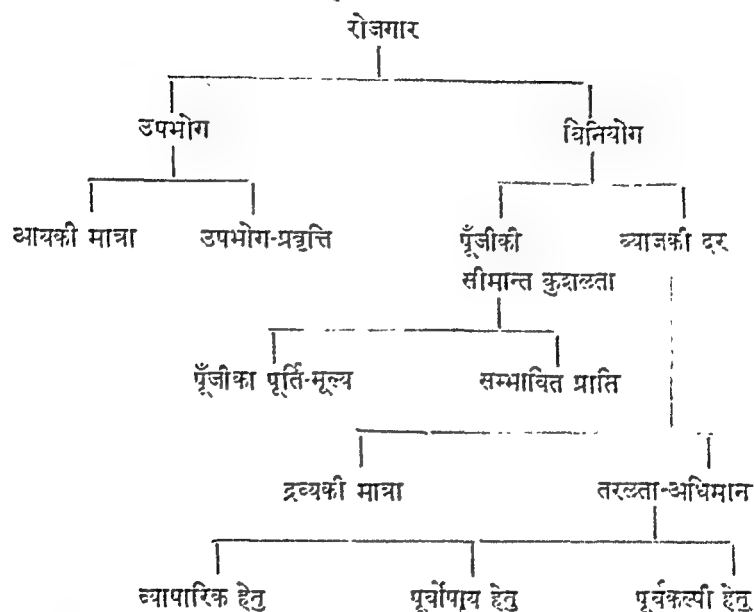 रोजगार
उपभोग विनियोग
आयकी मात्रा उपभोग-प्रवृत्ति पूँजीकी ब्याजकी दर
सीमान्त कुशलता
पूँजीका पूर्ति-मूल्य सम्भावित प्राप्ति
द्रव्यकी मात्रा तरलता-अधिमान
व्यापारिक हेतु पूर्वोपाय हेतु पूर्वकल्पी हेतु